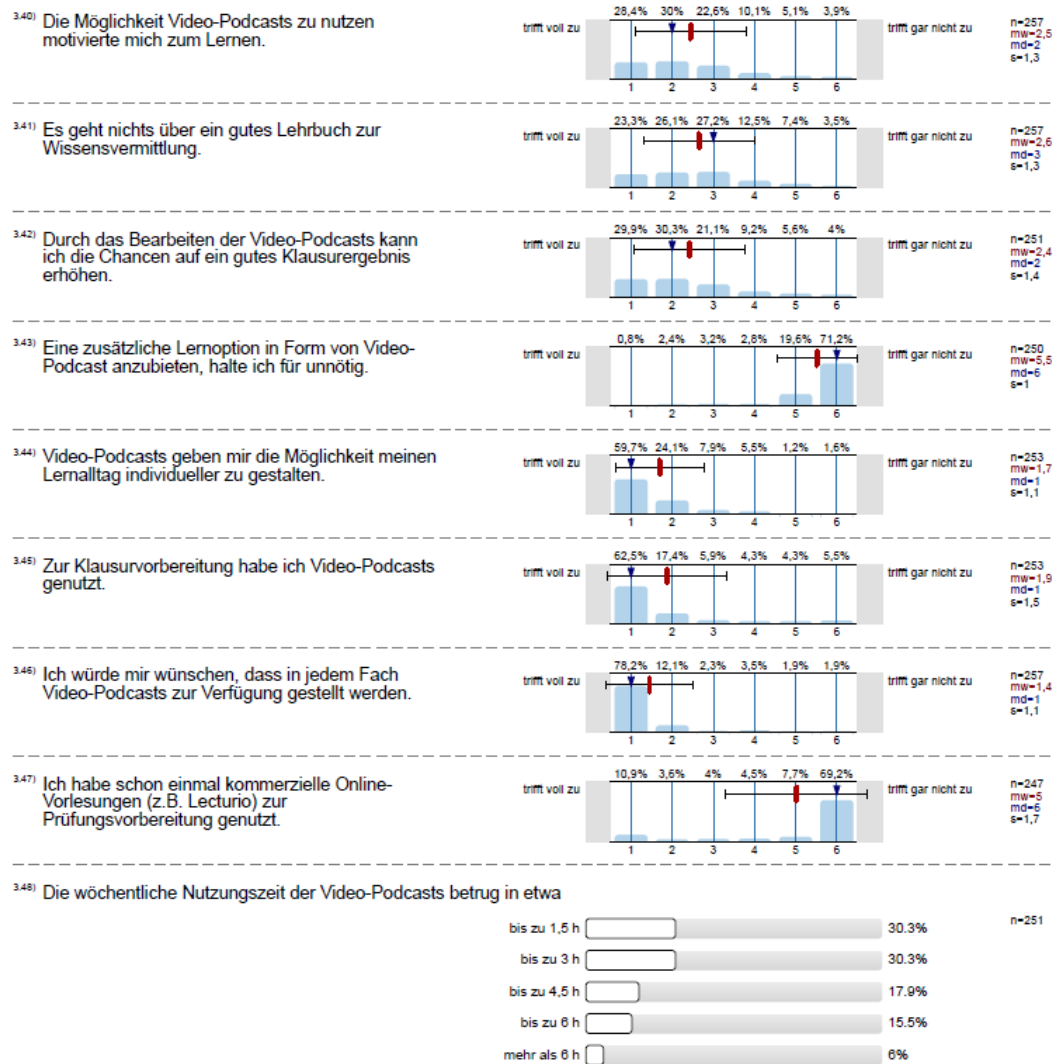 3.40) Die Möglichkeit Video-Podcasts zu nutzen
motivierte mich zum Lernen.
28,4% 30% 22,6% 10,1% 5,1% 3,9%
trifft voll zu
trifft gar nicht zu
1 2 3 4 5 6
n=257
mw=2,5
md=2
s=1,3
3.41) Es geht nichts über ein gutes Lehrbuch zur
Wissensvermittlung.
23,3% 26,1% 27,2% 12,5% 7,4% 3,5%
trifft voll zu
trifft gar nicht zu
1 2 3 4 5 6
n=257
mw=2,6
md=3
s=1,3
3.42) Durch das Bearbeiten der Video-Podcasts kann
ich die Chancen auf ein gutes Klausurergebnis
erhöhen.
29,9% 30,3% 21,1% 9,2% 5,6% 4%
trifft voll zu
trifft gar nicht zu
1 2 3 4 5 6
n=251
mw=2,4
md=2
s=1,4
3.43) Eine zusätzliche Lernoption in Form von Video-
Podcast anzubieten, halte ich für unnötig.
0,8% 2,4% 3,2% 2,8% 19,6% 71,2%
trifft voll zu
trifft gar nicht zu
1 2 3 4 5 6
n=250
mw=5,5
md=6
s=1
3.44) Video-Podcasts geben mir die Möglichkeit meinen
Lernalltag individueller zu gestalten.
59,7% 24,1% 7,9% 5,5% 1,2% 1,6%
trifft voll zu
trifft gar nicht zu
1 2 3 4 5 6
n=253
mw=1,7
md=1
s=1,1
3.45) Zur Klausurvorbereitung habe ich Video-Podcasts
genutzt.
62,5% 17,4% 5,9% 4,3% 4,3% 5,5%
trifft voll zu
trifft gar nicht zu
1 2 3 4 5 6
n=253
mw=1,9
md=1
s=1,5
3.46) Ich würde mir wünschen, dass in jedem Fach
Video-Podcasts zur Verfügung gestellt werden.
78,2% 12,1% 2,3% 3,5% 1,9% 1,9%
trifft voll zu
trifft gar nicht zu
1 2 3 4 5 6
n=257
mw=1,4
md=1
s=1,1
3.47) Ich habe schon einmal kommerzielle Online-
Vorlesungen (z.B. Lecturio) zur
Prüfungsvorbereitung genutzt.
10,9% 3,6% 4% 4,5% 7,7% 69,2%
trifft voll zu
trifft gar nicht zu
1 2 3 4 5 6
n=247
mw=5
md=6
s=1,7
3.48) Die wöchentliche Nutzungszeit der Video-Podcasts betrug in etwa
n=251
bis zu 1,5 h 30.3%
bis zu 3 h 30.3%
bis zu 4,5 h 17.9%
bis zu 6 h 15.5%
mehr als 6 h 6%